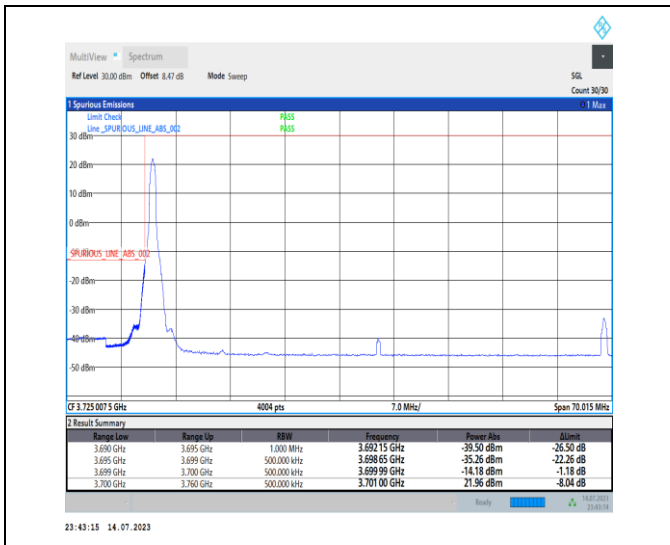 MultiView Spectrum
Ref Level 30.00 dBm Offset 8.47 dB Mode Sweep SGL
Count 30/30
1 Spurious Emissions 1 Max
Limit Check PASS
Line _SPURIOUS_LINE_ABS_002 PASS
30 dBm
20 dBm
10 dBm
0 dBm
_SPURIOUS_LINE_ABS_002
-20 dBm
-30 dBm
-40 dBm
-50 dBm
CF 3.725 007 5 GHz 4004 pts 7.0 MHz/ Span 70.015 MHz
2 Result Summary
Range Low Range Up RBW Frequency Power Abs ΔLimit
3.690 GHz 3.695 GHz 1.000 MHz 3.692 15 GHz -39.50 dBm -26.50 dB
3.695 GHz 3.699 GHz 500.000 kHz 3.698 65 GHz -35.26 dBm -22.26 dB
3.699 GHz 3.700 GHz 500.000 kHz 3.699 99 GHz -14.18 dBm -1.18 dB
3.700 GHz 3.760 GHz 500.000 kHz 3.701 00 GHz 21.96 dBm -8.04 dB
Ready 14.07.2023
23:43:14
23:43:15 14.07.2023